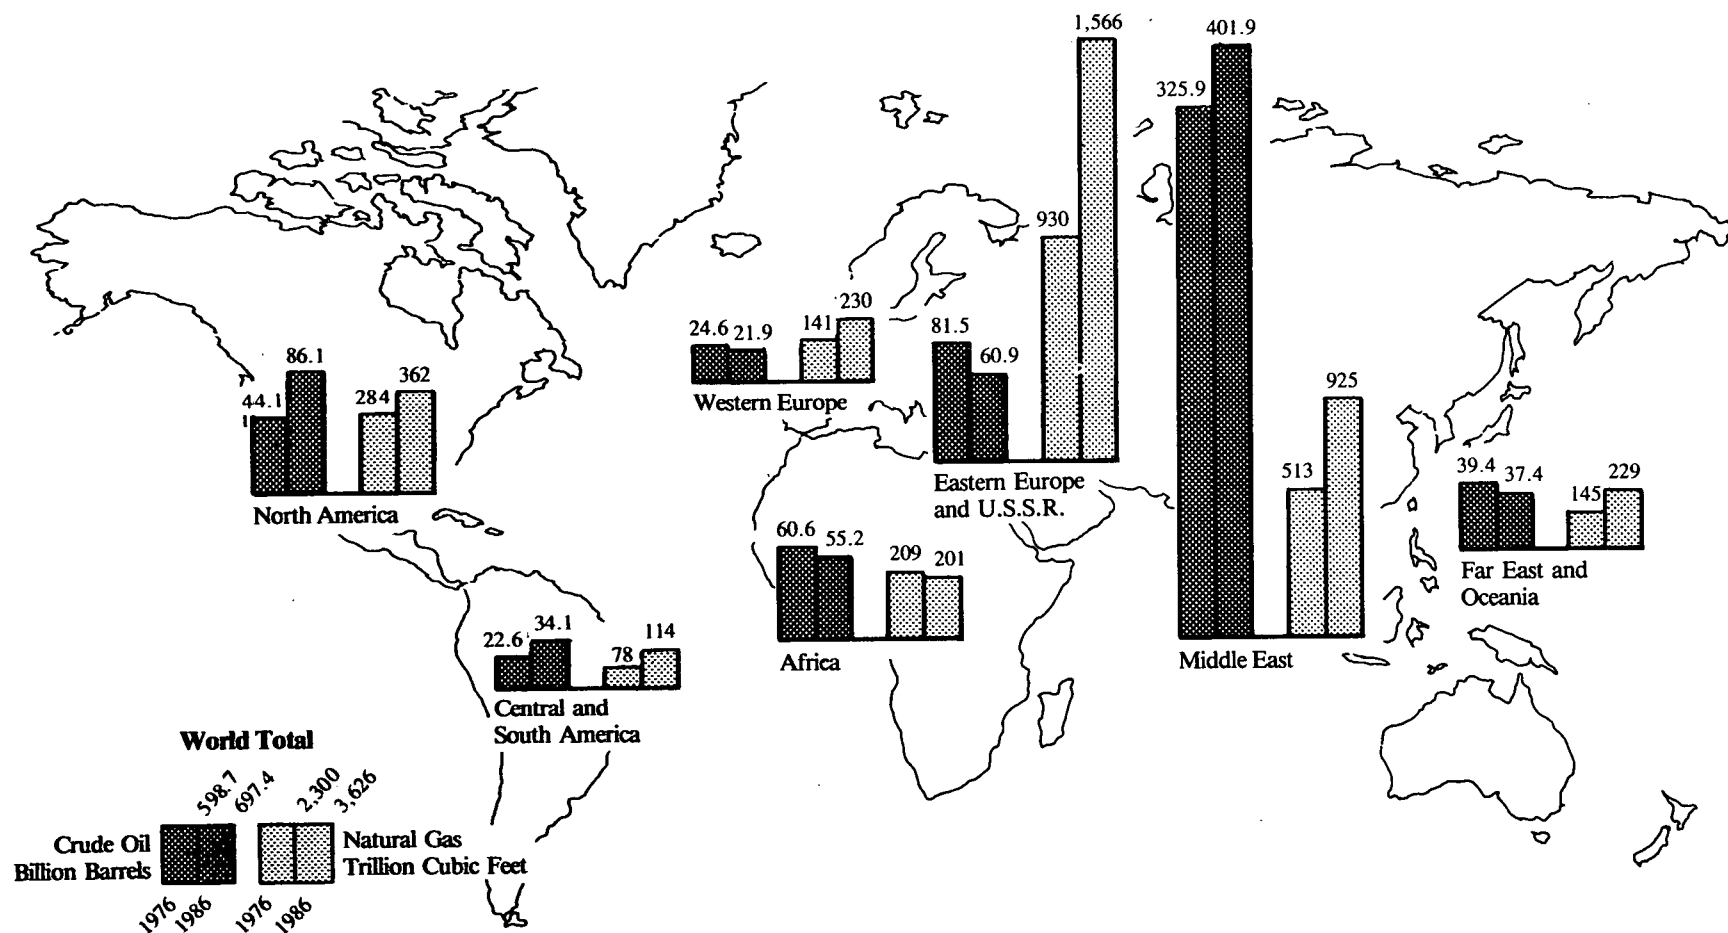 1,566
401.9
325.9
930
24.6 21.9 141 230
Western Europe
81.5 60.9
Eastern Europe
and U.S.S.R.
44.1 86.1 284 362
North America
513 925
Middle East
39.4 37.4 145 229
Far East and
Oceania
60.6 55.2 209 201
Africa
22.6 34.1 78 114
Central and
South America
World Total
598.7 697.4 2,300 3,626
Crude Oil
Billion Barrels
Natural Gas
Trillion Cubic Feet
1976 1986 1976 1986